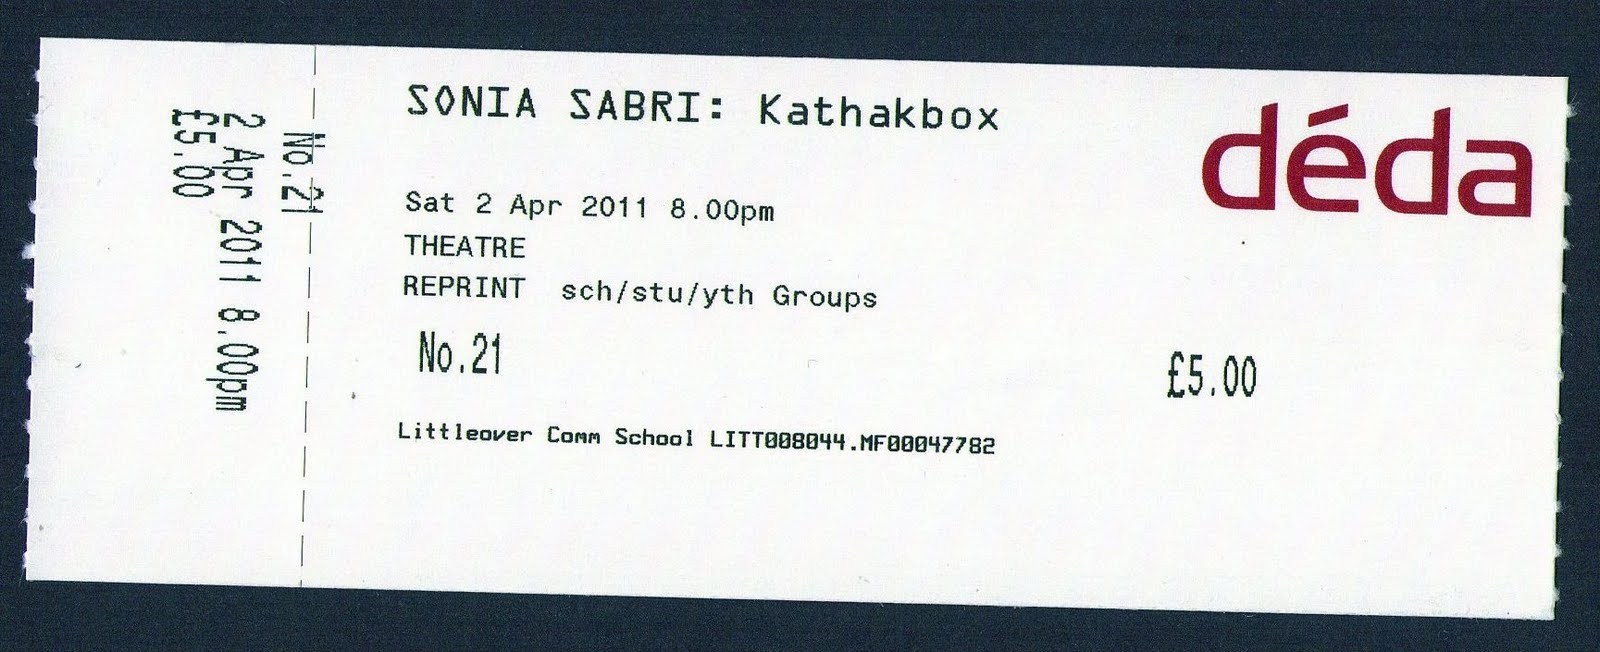 No.21
2 Apr 2011 8.00pm
£5.00
SONIA SABRI: Kathakbox
déda
Sat 2 Apr 2011 8.00pm
THEATRE
REPRINT sch/stu/yth Groups
No.21
£5.00
Littleover Comm School LITT008044.MF00047782